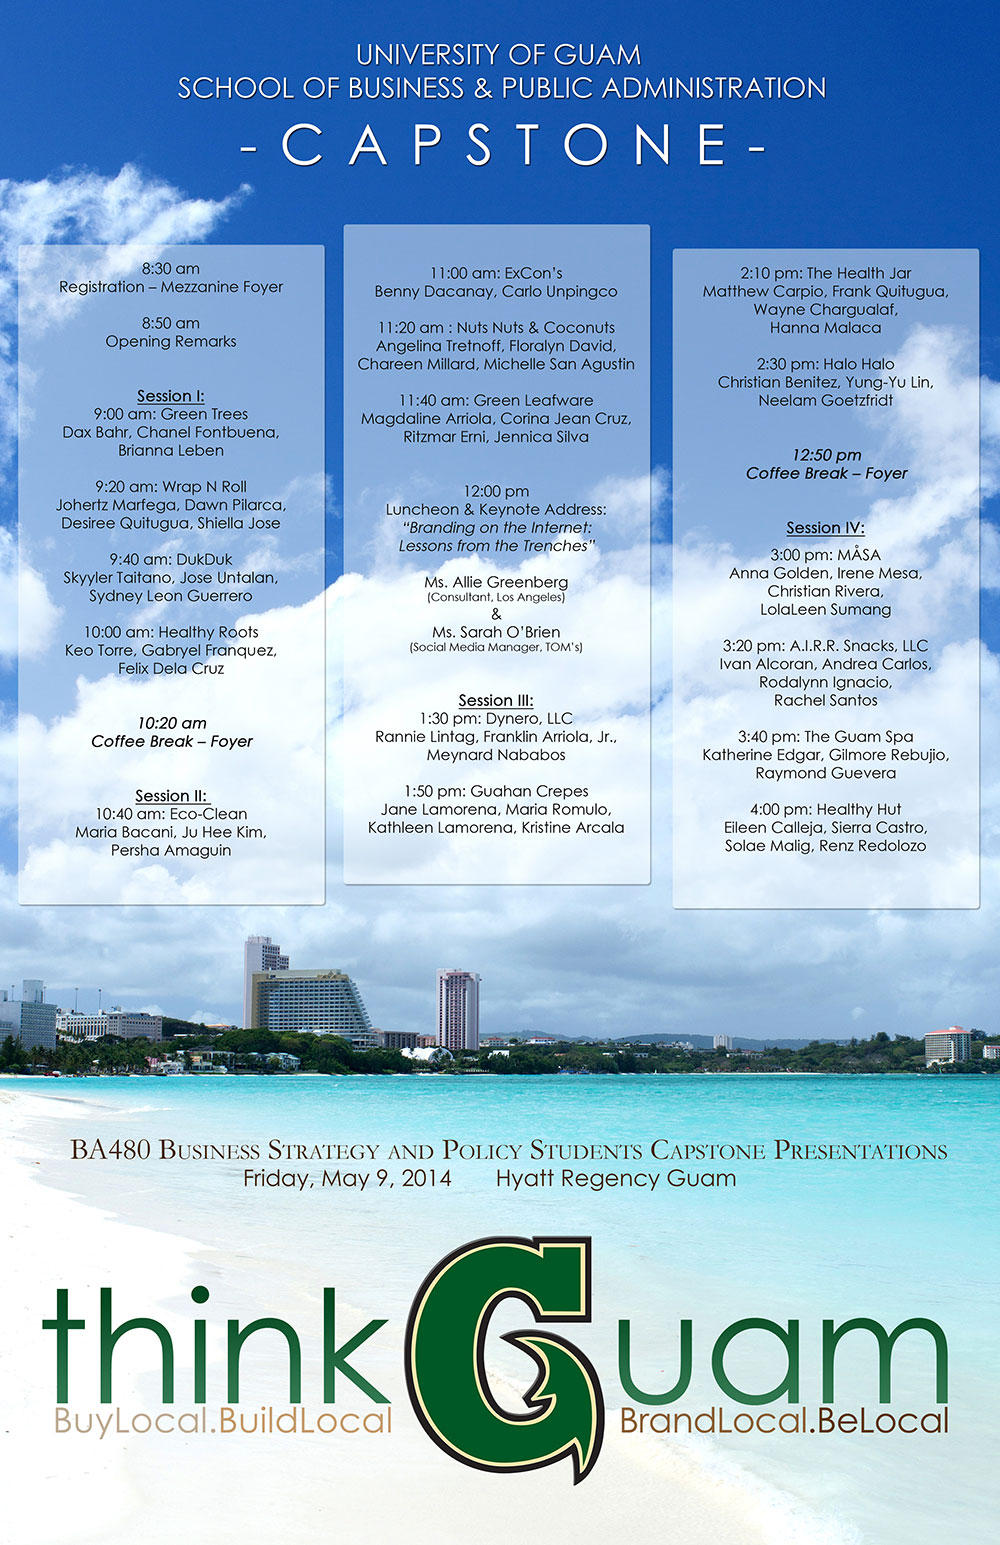 UNIVERSITY OF GUAM
SCHOOL OF BUSINESS & PUBLIC ADMINISTRATION
- CAPSTONE -
8:30 am
Registration – Mezzanine Foyer
8:50 am
Opening Remarks
Session I:
9:00 am: Green Trees
Dax Bahr, Chanel Fontbuena,
Brianna Leben
9:20 am: Wrap N Roll
Johertz Marfega, Dawn Pilarca,
Desiree Quitugua, Shiella Jose
9:40 am: DukDuk
Skyyler Taitano, Jose Untalan,
Sydney Leon Guerrero
10:00 am: Healthy Roots
Keo Torre, Gabryel Franquez,
Felix Dela Cruz
10:20 am
Coffee Break – Foyer
Session II:
10:40 am: Eco-Clean
Maria Bacani, Ju Hee Kim,
Persha Amaguin
11:00 am: ExCon's
Benny Dacanay, Carlo Unpingco
11:20 am : Nuts Nuts & Coconuts
Angelina Tretnoff, Floralyn David,
Chareen Millard, Michelle San Agustin
11:40 am: Green Leafware
Magdaline Arriola, Corina Jean Cruz,
Ritzmar Erni, Jennica Silva
12:00 pm
Luncheon & Keynote Address:
“Branding on the Internet:
Lessons from the Trenches”
Ms. Allie Greenberg
(Consultant, Los Angeles)
&
Ms. Sarah O’Brien
(Social Media Manager, TOM’s)
Session III:
1:30 pm: Dynero, LLC
Rannie Lintag, Franklin Arriola, Jr.,
Meynard Nababos
1:50 pm: Guahan Crepes
Jane Lamorena, Maria Romulo,
Kathleen Lamorena, Kristine Arcala
2:10 pm: The Health Jar
Matthew Carpio, Frank Quitugua,
Wayne Chargualaf,
Hanna Malaca
2:30 pm: Halo Halo
Christian Benitez, Yung-Yu Lin,
Neelam Goetzfridt
12:50 pm
Coffee Break – Foyer
Session IV:
3:00 pm: MÅSA
Anna Golden, Irene Mesa,
Christian Rivera,
LolaLeen Sumang
3:20 pm: A.I.R.R. Snacks, LLC
Ivan Alcoran, Andrea Carlos,
Rodalynn Ignacio,
Rachel Santos
3:40 pm: The Guam Spa
Katherine Edgar, Gilmore Rebujio,
Raymond Guevera
4:00 pm: Healthy Hut
Eileen Calleja, Sierra Castro,
Solae Malig, Renz Redolozo
BA480 Business Strategy and Policy Students Capstone Presentations
Friday, May 9, 2014 Hyatt Regency Guam
think Guam
BuyLocal.BuildLocal BrandLocal.BeLocal